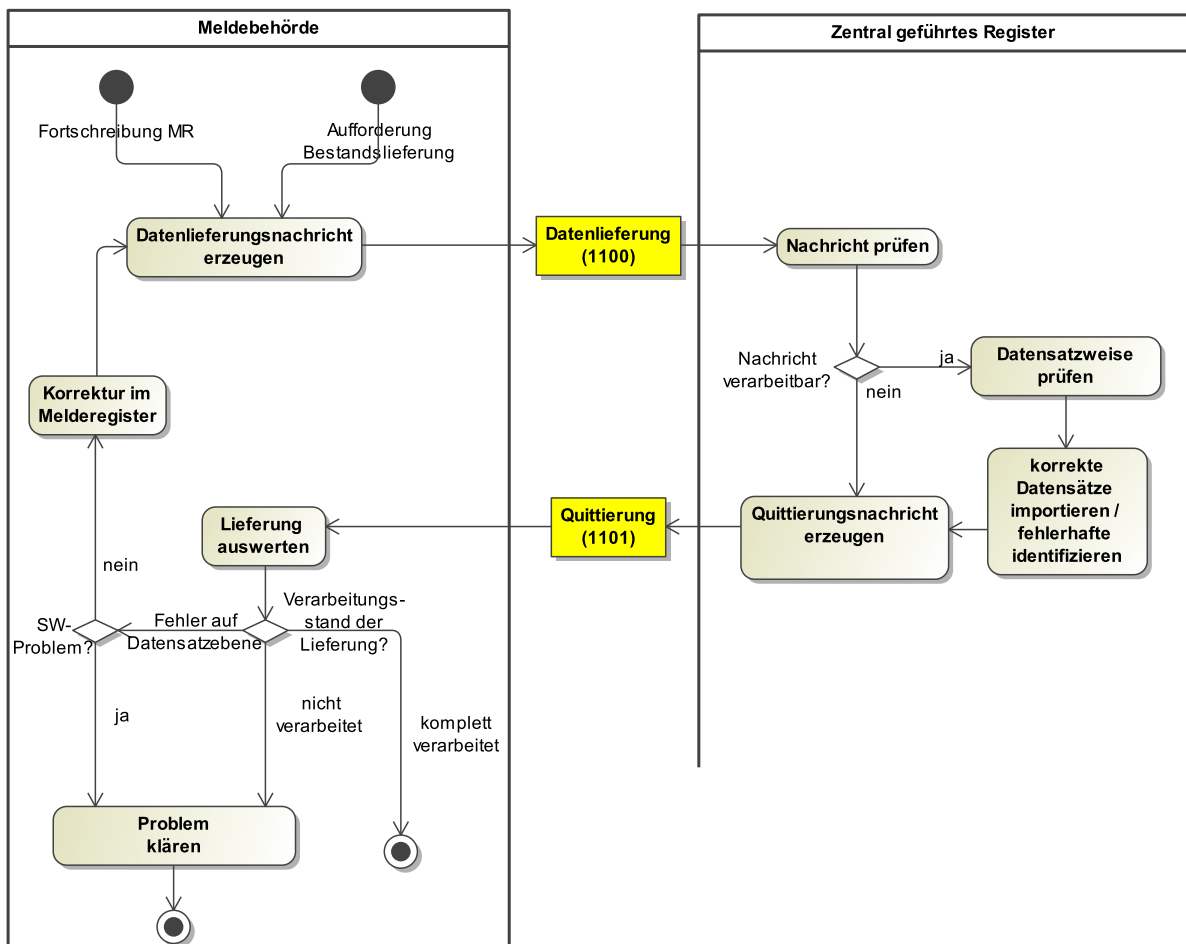 Meldebehörde
Zentral geführtes Register
Fortschreibung MR
Aufforderung
Bestandslieferung
Datenlieferungsnachricht
erzeugen
Datenlieferung
(1100)
Nachricht prüfen
Nachricht
verarbeitbar?
ja
nein
Datensatzweise
prüfen
Korrektur im
Melderegister
korrekte
Datensätze
importieren /
fehlerhafte
identifizieren
Quittierungsnachricht
erzeugen
Quittierung
(1101)
Lieferung
auswerten
nein
SW-
Problem?
Fehler auf
Datensatzebene
Verarbeitungs-
stand der
Lieferung?
ja
nicht
verarbeitet
komplett
verarbeitet
Problem
klären